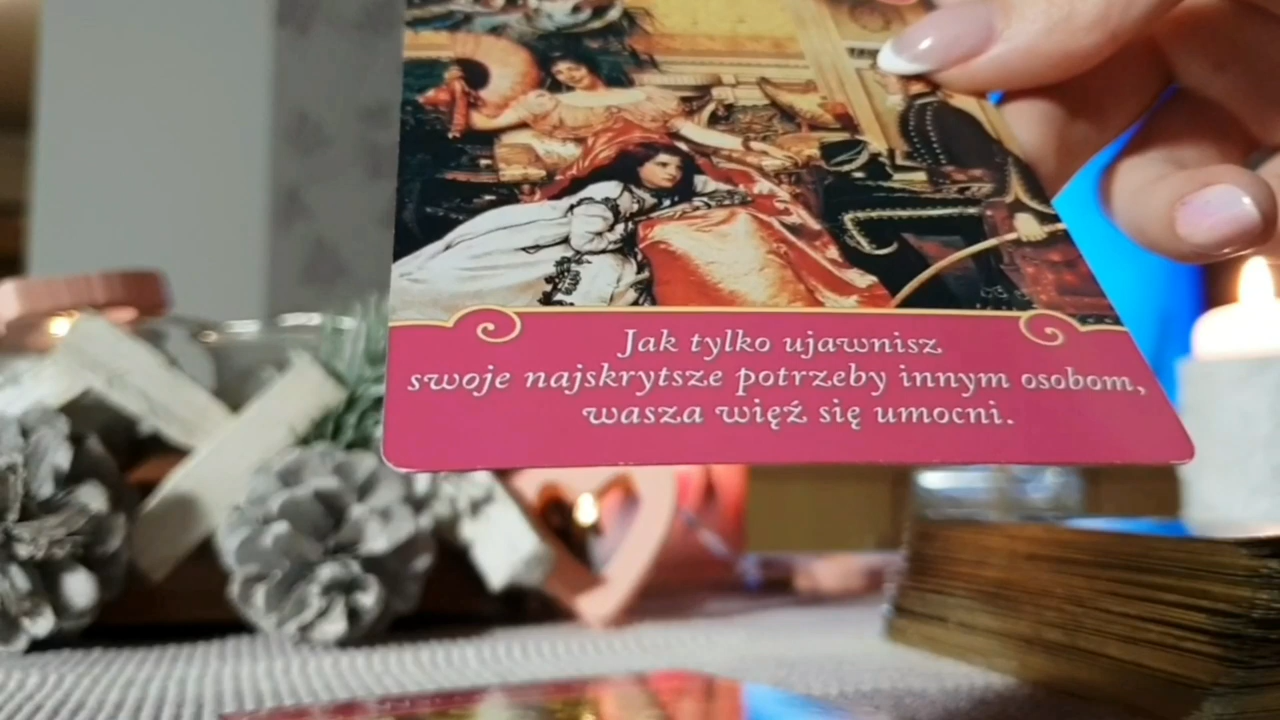 Jak tylko ujawnisz
swoje najskrytsze potrzeby innym osobom,
wasza więź się umocni.